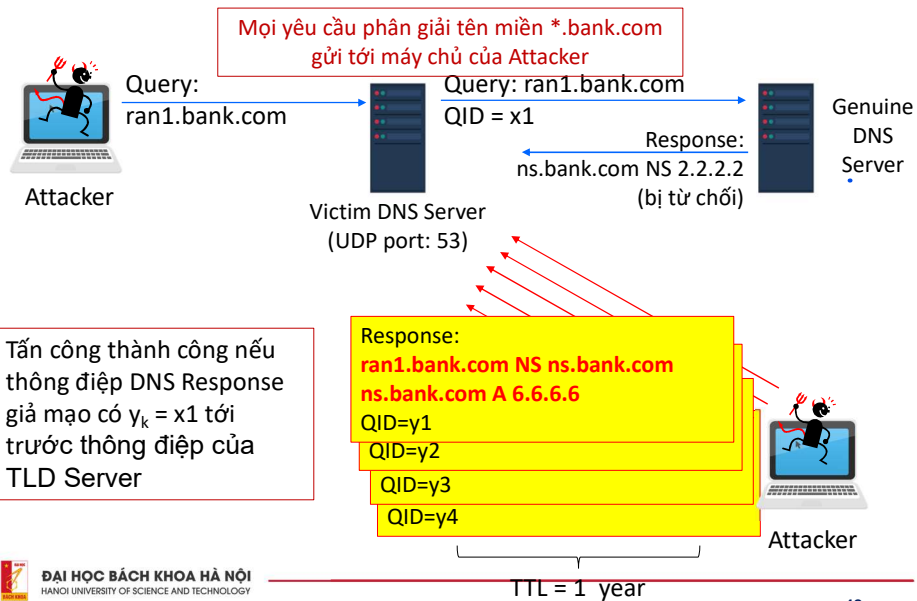 Mọi yêu cầu phân giải tên miền *.bank.com
gửi tới máy chủ của Attacker
Query:
ran1.bank.com
Query: ran1.bank.com
QID = x1
Response:
ns.bank.com NS 2.2.2.2
(bị từ chối)
Genuine
DNS
Server
Attacker
Victim DNS Server
(UDP port: 53)
Tấn công thành công nếu
thông điệp DNS Response
giả mạo có yk = x1 tới
trước thông điệp của
TLD Server
Response:
ran1.bank.com NS ns.bank.com
ns.bank.com A 6.6.6.6
QID=y1
QID=y2
QID=y3
QID=y4
Attacker
TTL = 1 year
ĐẠI HỌC BÁCH KHOA HÀ NỘI
HANOI UNIVERSITY OF SCIENCE AND TECHNOLOGY